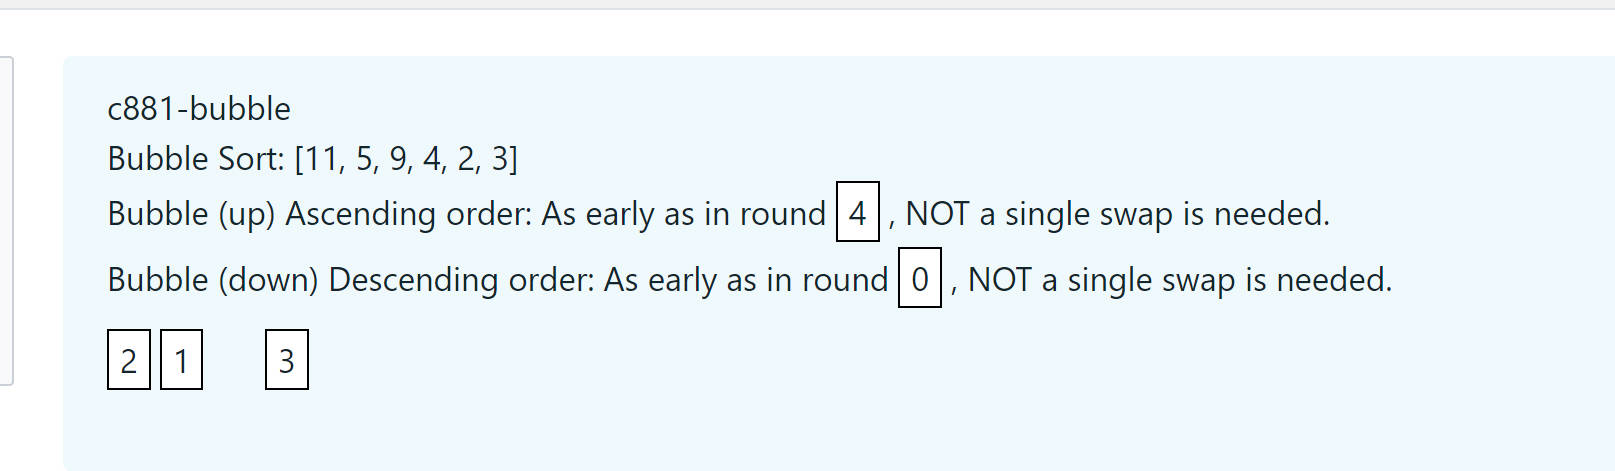 c881-bubble
Bubble Sort: [11, 5, 9, 4, 2, 3]
Bubble (up) Ascending order: As early as in round 4 , NOT a single swap is needed.
Bubble (down) Descending order: As early as in round 0 , NOT a single swap is needed.
2 1 3